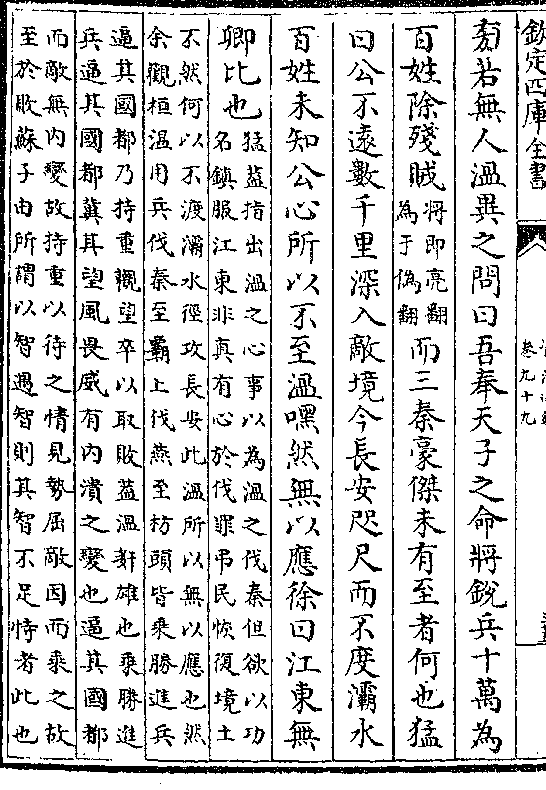 欽定四庫全書
卷九十九
旁若無人溫異之問曰吾奉天子之命將銳兵十萬為
百姓除殘賊將即亮翻為于偽翻而三秦豪傑未有至者何也猛
曰公不遠數千里深入敵境今長安咫尺而不度灞水
百姓未知公心所以不至溫嘿然無以應徐曰江東無
卿比也猛蓋指出溫之心事以為溫之伐秦但欲以功
名鎮服江東非真有心於伐罪弔民恢復境土
不然何以不渡灞水徑攻長安此溫所以無以應也然
余觀桓溫用兵伐秦至霸上伐燕至枋頭皆乘勝進兵
逼其國都乃持重觀望卒以取敗蓋溫奸雄也乘勝進
兵逼其國都冀其望風畏威有內潰之變也逼其國都
而敵無內變故持重以待之情見勢屈敵因而乘之故
至於敗蘇子由所謂以智遇智則其智不足恃者此也